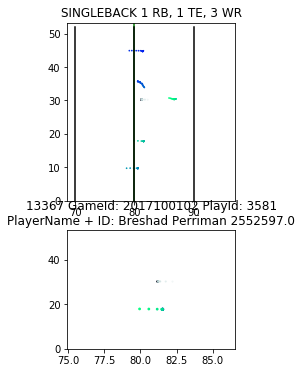 SINGLEBACK 1 RB, 1 TE, 3 WR
50
40
30
20
10
0
70 80 90
13367 GameId: 2017100102 PlayId: 3581
PlayerName + ID: Breshad Perriman 2552597.0
40
20
0
75.0 77.5 80.0 82.5 85.0